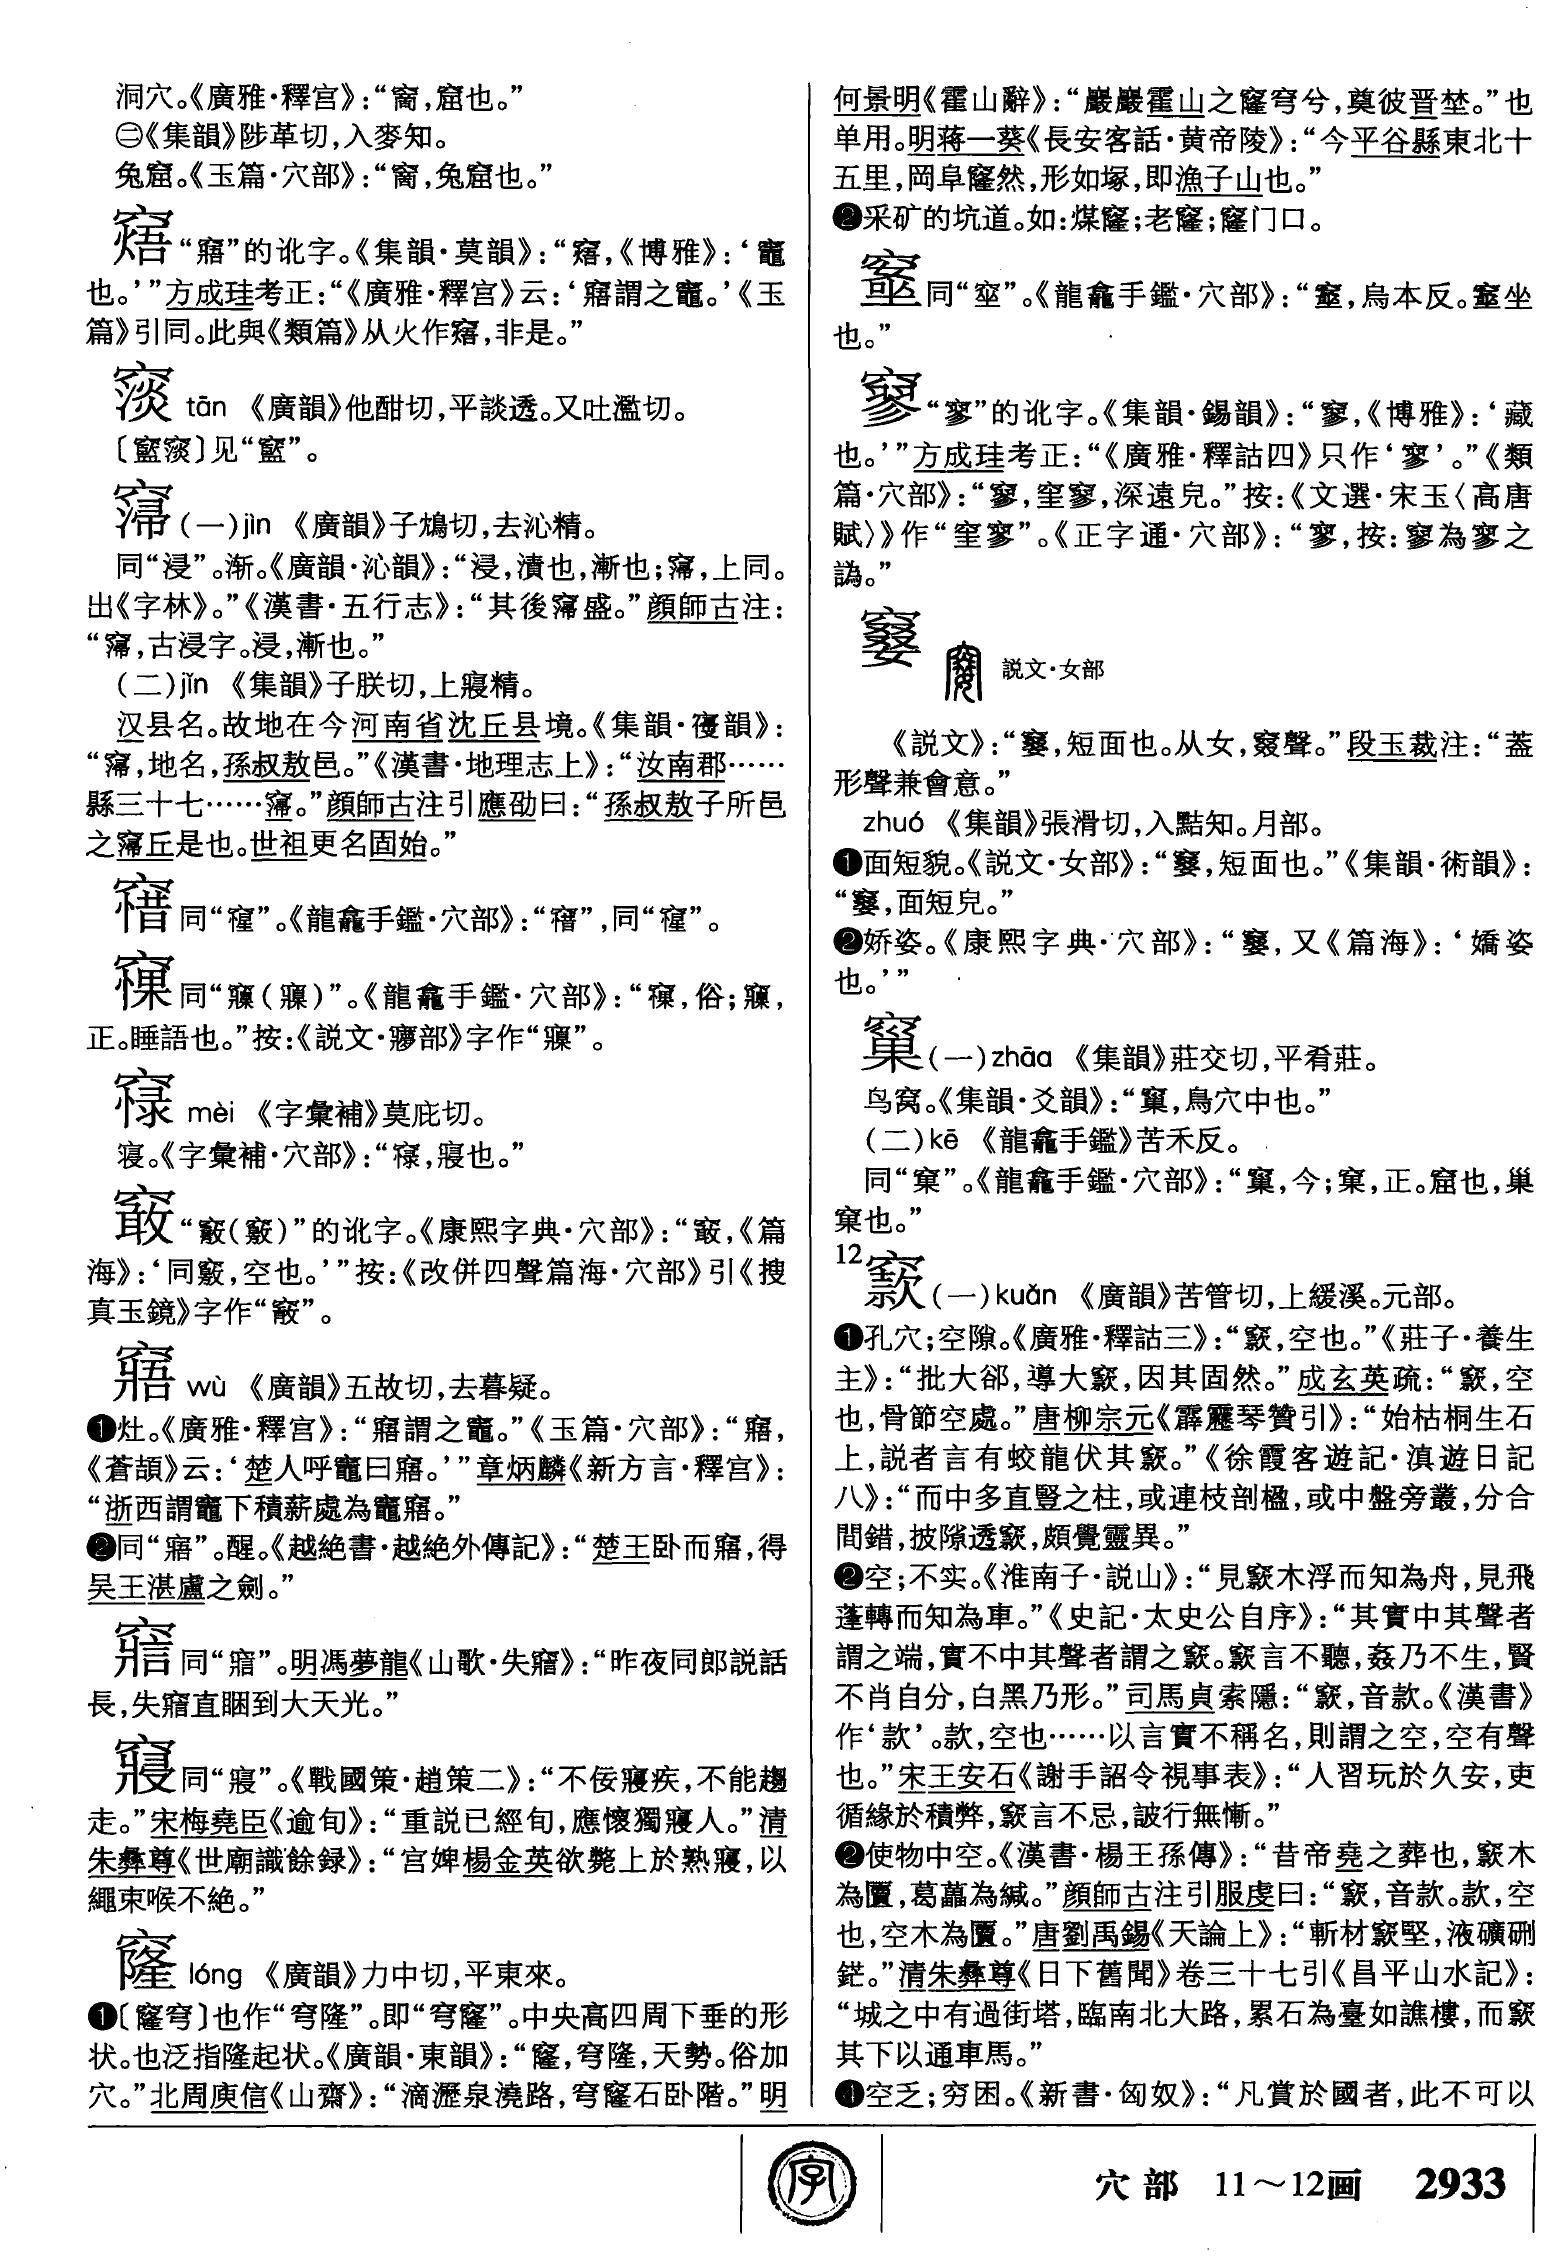 洞穴。《廣雅·釋宫》：“窉，窟也。”
㊂《集韻》陟革切，入麥知。
兔窟。《玉篇·穴部》：“，兔窟也。”
“寤”的讹字。《集韻·莫韻》：“，《博雅》：‘竈
也。’”方成珪考正：“《廣雅·釋宫》云：‘謂之竈。’《玉
篇》引同。此與《類篇》从火作，非是。”
tān 《廣韻》他酣切，平談透。又吐濫切。
见“”。
(一)jìn 《廣韻》子鴆切，去沁精。
同“浸”。渐。《廣韻·沁韻》：“浸，漬也，漸也；，上同。
出《字林》。”《漢書·五行志》：“其後寖盛。”顔師古注：
“，古浸字。浸，漸也。”
(二)jǐn 《集韻》子朕切，上寑精。
汉县名。故地在今河南省沈丘县境。《集韻·韻》：
“，地名，孫叔敖邑。”《漢書·地理志上》：“汝南郡……
縣三十七……。”顔師古注引應劭曰：“孫叔敖子所邑
之丘是也。世祖更名固始。”
同“”。《龍龕手鑑·穴部》：“”，同“”。
同“()”。《龍龕手鑑·穴部》：“，俗；，
正。睡語也。”按：《説文·㝱部》字作“”。
mèi 《字彙補》莫庇切。
寝。《字彙補·穴部》：“，寢也。”
“竅()”的讹字。《康熙字典·穴部》：“，《篇
海》：‘同，空也。’”按：《改併四聲篇海·穴部》引《搜
真玉鏡》字作“”。
wù 《廣韻》五故切，去暮疑。
❶灶。《廣雅·釋宫》：“謂之竈。”《玉篇·穴部》：“，
《蒼頡》云：‘楚人呼竈曰。’”章炳麟《新方言·釋宫》：
“浙西謂竈下積薪處為竈。”
❷同“寤”。醒。《越絶書·越絶外傳記》：“楚王卧而，得
吴王湛盧之劍。”
同“”。明馮夢龍《山歌·失》：“昨夜同郎説話
長，失直睏到大天光。”
同“寢”。《戰國策·趙策二》：“不佞疾，不能趨
走。”宋梅堯臣《逾旬》：“重説已經旬，應懷獨人。”清
朱彝尊《世廟識餘録》：“宫婢楊金英欲斃上於熟，以
繩束喉不絶。”
窿 lóng 《廣韻》力中切，平東來。
❶〔窿穹〕也作“穹隆”。即“穹窿”。中央高四周下垂的形
状。也泛指隆起状。《廣韻·東韻》：“窿，穹隆，天勢。俗加
穴。”北周庾信《山齋》：“滴瀝泉澆路，穹窿石卧階。”明
何景明《霍山辭》：“巖巖霍山之窿穹兮，奠彼晋埜。”也
单用。明蒋一葵《長安客話·黄帝陵》：“今平谷縣東北十
五里，岡阜窿然，形如塚，即漁子山也。”
❷采矿的坑道。如：煤窿；老窿；窿门口。
同“”。《龍龕手鑑·穴部》：“，烏本反。坐
也。”
“”的讹字。《集韻·錫韻》：“，《博雅》：‘藏
也。’”方成珪考正：“《廣雅·釋詁四》只作‘’。”《類
篇·穴部》：“，窐，深遠皃。”按：《文選·宋玉〈高唐
賦〉》作“窐寥”。《正字通·穴部》：“，按：為之
譌。”
説文·女部
《説文》：“，短面也。从女，聲。”段玉裁注：“葢
形聲兼會意。”
zhuó 《集韻》張滑切，入黠知。月部。
❶面短貌。《説文·女部》：“，短面也。”《集韻·術韻》：
“，面短皃。”
❷娇姿。《康熙字典·穴部》：“，又《篇海》：‘嬌姿
也。’”
(一)zhāa 《集韻》莊交切，平肴莊。
鸟窝。《集韻·爻韻》：“，鳥穴中也。”
(二)kē 《龍龕手鑑》苦禾反。
同“窠”。《龍龕手鑑·穴部》：“，今；窠，正。窟也，巢
窠也。”
12
窾(一)kuǎn 《廣韻》苦管切，上緩溪。元部。
❶孔穴；空隙。《廣雅·釋詁三》：“窾，空也。”《莊子·養生
主》：“批大郤，導大窾，因其固然。”成玄英疏：“窾，空
也，骨節空處。”唐柳宗元《霹靂琴贊引》：“始枯桐生石
上，説者言有蛟龍伏其窾。”《徐霞客遊記·滇遊日記
八》：“而中多直豎之柱，或連枝剖楹，或中盤旁叢，分合
間錯，披隙透窾，頗覺靈異。”
❷空；不实。《淮南子·説山》：“見窾木浮而知為舟，見飛
蓬轉而知為車。”《史記·太史公自序》：“其實中其聲者
謂之端，實不中其聲者謂之窾。窾言不聽，姦乃不生，賢
不肖自分，白黑乃形。”司馬貞索隱：“窾，音款。《漢書》
作‘款’。款，空也……以言實不稱名，則謂之空，空有聲
也。”宋王安石《謝手詔令視事表》：“人習玩於久安，吏
循緣於積弊，窾言不忌，詖行無慚。”
❷使物中空。《漢書·楊王孫傳》：“昔帝堯之葬也，窾木
為匵，葛藟為緘。”顔師古注引服虔曰：“窾，音款。款，空
也，空木為匵。”唐劉禹錫《天論上》：“斬材窾堅，液礦硎
鋩。”清朱彝尊《日下舊聞》卷三十七引《昌平山水記》：
“城之中有過街塔，臨南北大路，累石為臺如譙樓，而窾
其下以通車馬。”
❹空乏；穷困。《新書·匈奴》：“凡賞於國者，此不可以
字
穴部 11～12画 2933